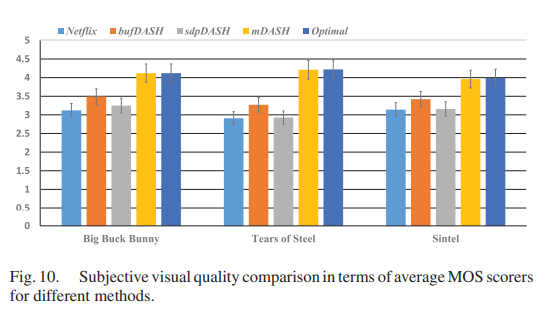 Netflix bufDASH sdpDASH mDASH Optimal
5
4.5
4
3.5
3
2.5
2
1.5
1
0.5
0
Big Buck Bunny Tears of Steel Sintel
Fig. 10. Subjective visual quality comparison in terms of average MOS scorers
for different methods.